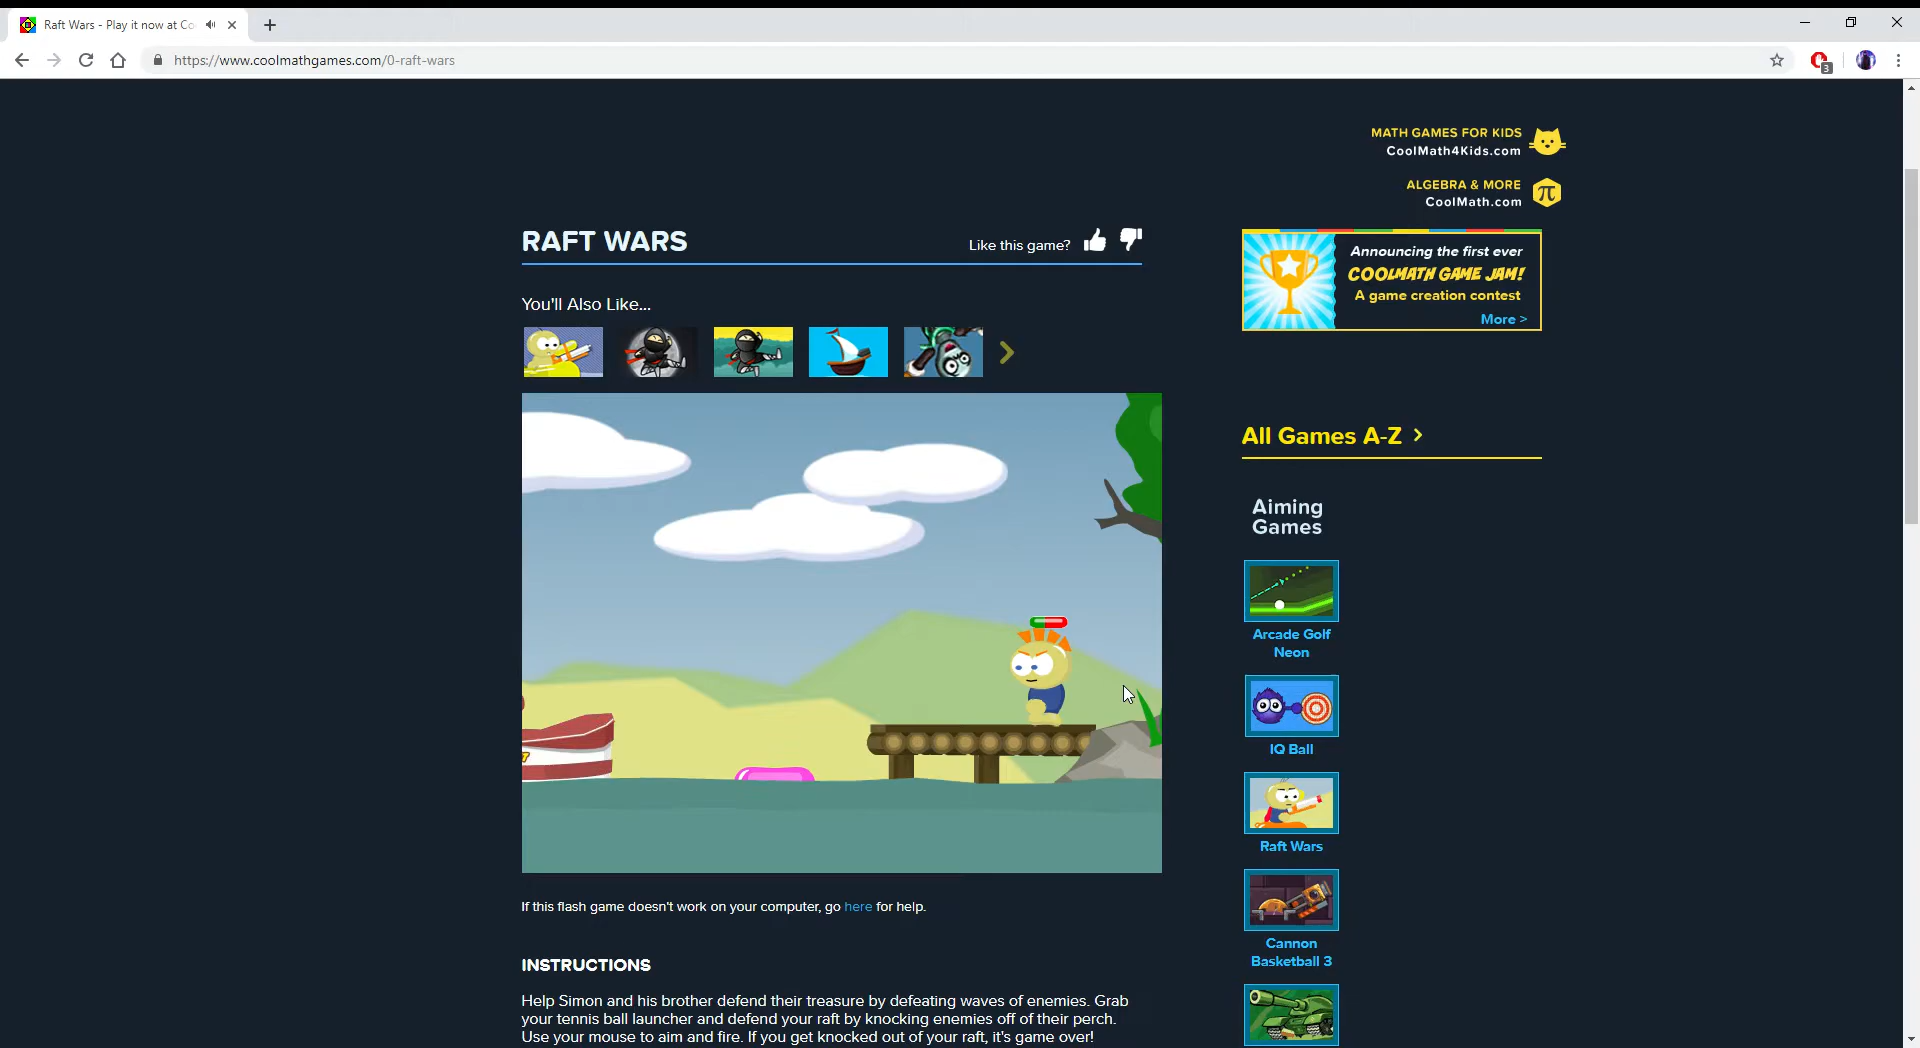 Raft Wars - Play it now at Co
https://www.coolmathgames.com/0-raft-wars
3
MATH GAMES FOR KIDS
CoolMath4Kids.com
ALGEBRA & MORE
CoolMath.com
π
RAFT WARS
Like this game?
Announcing the first ever
COOLMATH GAME JAM!
A game creation contest
More >
You'll Also Like...
All Games A-Z >
Aiming
Games
Arcade Golf
Neon
IQ Ball
Raft Wars
Cannon
Basketball 3
If this flash game doesn't work on your computer, go here for help.
INSTRUCTIONS
Help Simon and his brother defend their treasure by defeating waves of enemies. Grab
your tennis ball launcher and defend your raft by knocking enemies off of their perch.
Use your mouse to aim and fire. If you get knocked out of your raft, it's game over!